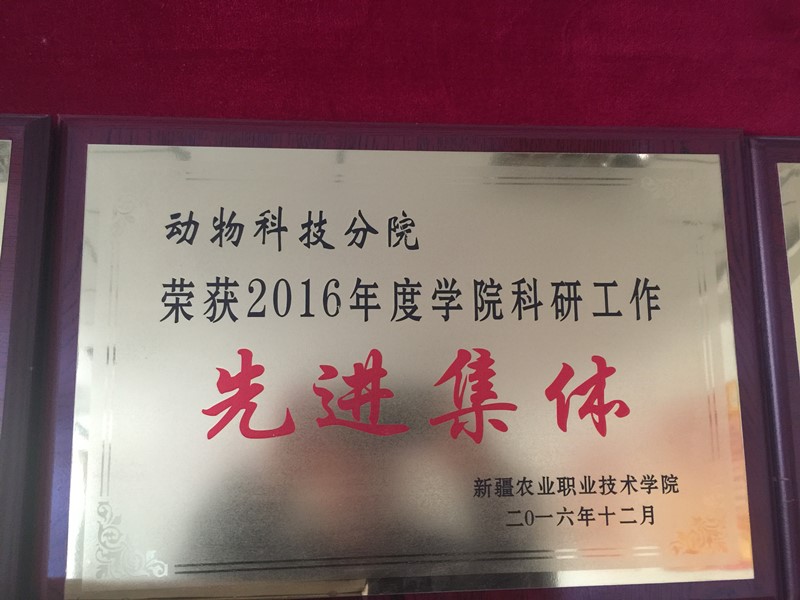 动物科技分院
荣获2016年度学院科研工作
先进集体
新疆农业职业技术学院
二0一六年十二月